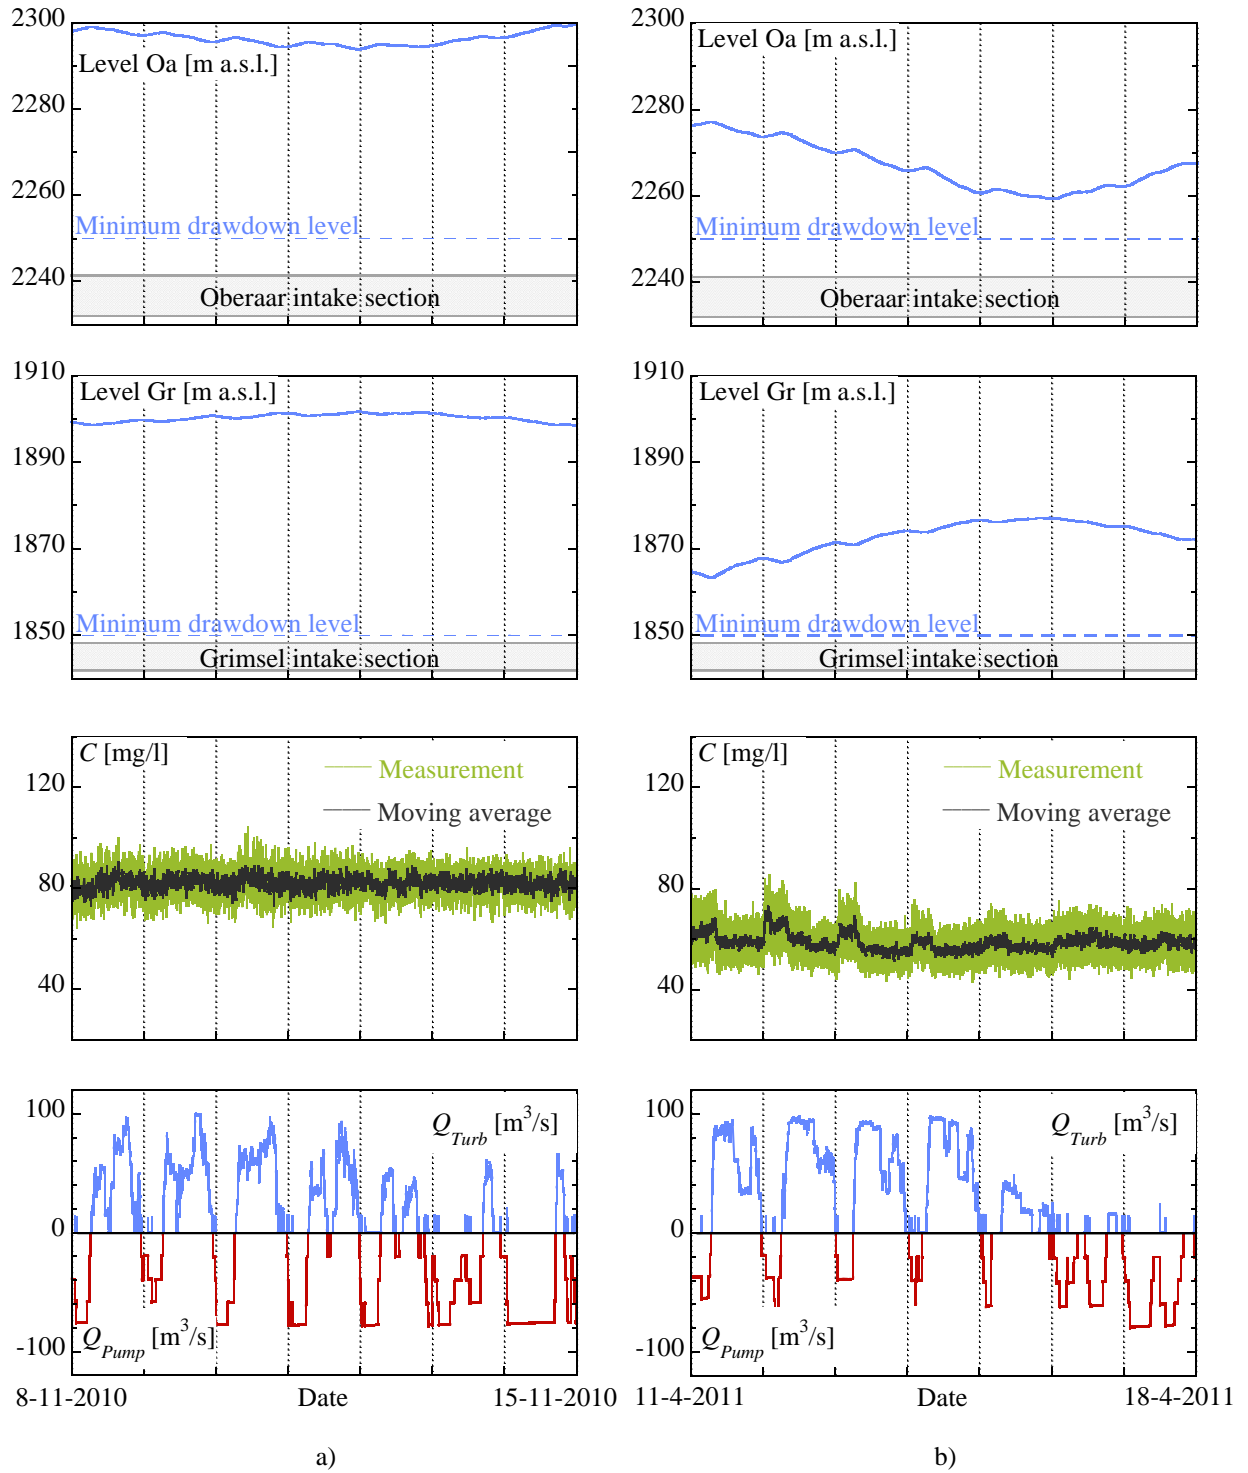 2300
Level Oa [m a.s.l.]
2280
2260
Minimum drawdown level
2240
Oberaar intake section
1910
Level Gr [m a.s.l.]
1890
1870
Minimum drawdown level
1850
Grimsel intake section
C [mg/l]
120
Measurement
Moving average
80
40
100
Q_Turb [m³/s]
0
Q_Pump [m³/s]
-100
8-11-2010 Date 15-11-2010
a)
2300
Level Oa [m a.s.l.]
2280
2260
Minimum drawdown level
2240
Oberaar intake section
1910
Level Gr [m a.s.l.]
1890
1870
Minimum drawdown level
1850
Grimsel intake section
C [mg/l]
120
Measurement
Moving average
80
40
100
Q_Turb [m³/s]
0
Q_Pump [m³/s]
-100
11-4-2011 Date 18-4-2011
b)